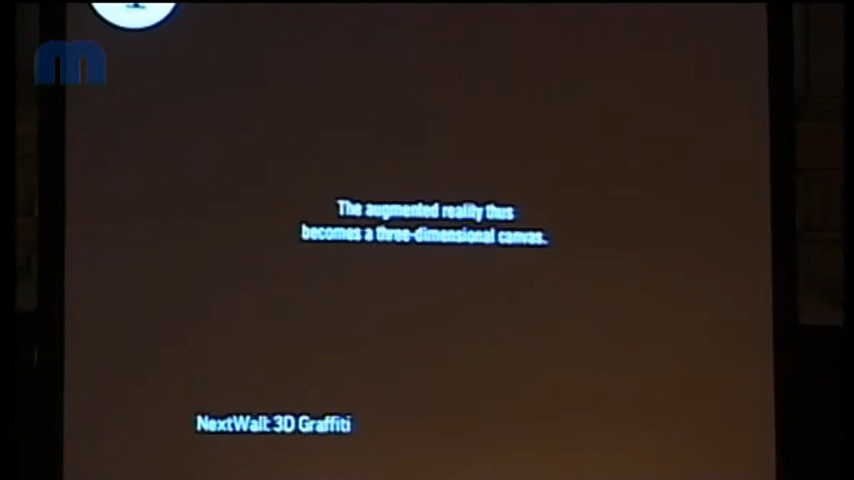 m
The augmented reality thus
becomes a three-dimensional canvas.
NextWall: 3D Graffiti